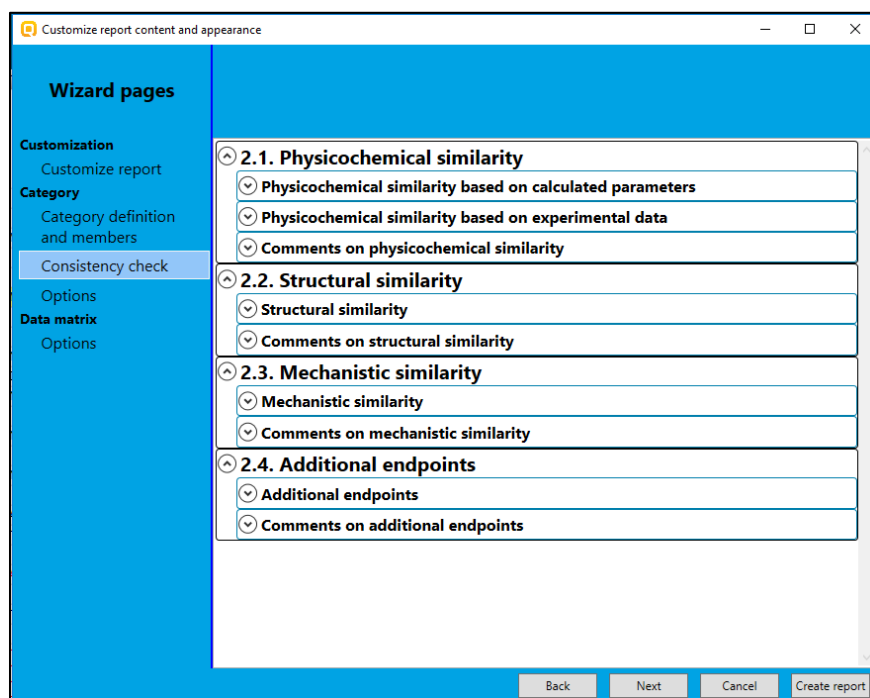 Customize report content and appearance
Wizard pages
Customization
Customize report
Category
Category definition
and members
Consistency check
Options
Data matrix
Options
2.1. Physicochemical similarity
Physicochemical similarity based on calculated parameters
Physicochemical similarity based on experimental data
Comments on physicochemical similarity
2.2. Structural similarity
Structural similarity
Comments on structural similarity
2.3. Mechanistic similarity
Mechanistic similarity
Comments on mechanistic similarity
2.4. Additional endpoints
Additional endpoints
Comments on additional endpoints
Back
Next
Cancel
Create report